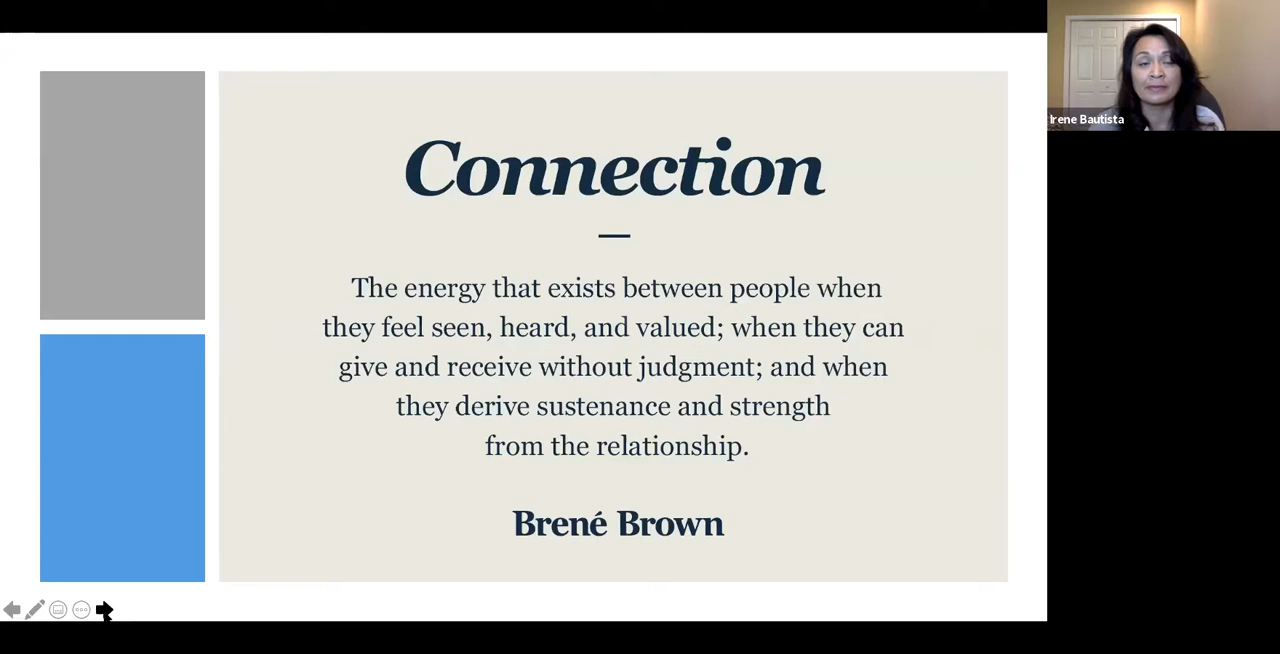 Connection
The energy that exists between people when
they feel seen, heard, and valued; when they can
give and receive without judgment; and when
they derive sustenance and strength
from the relationship.
Brené Brown
Irene Bautista